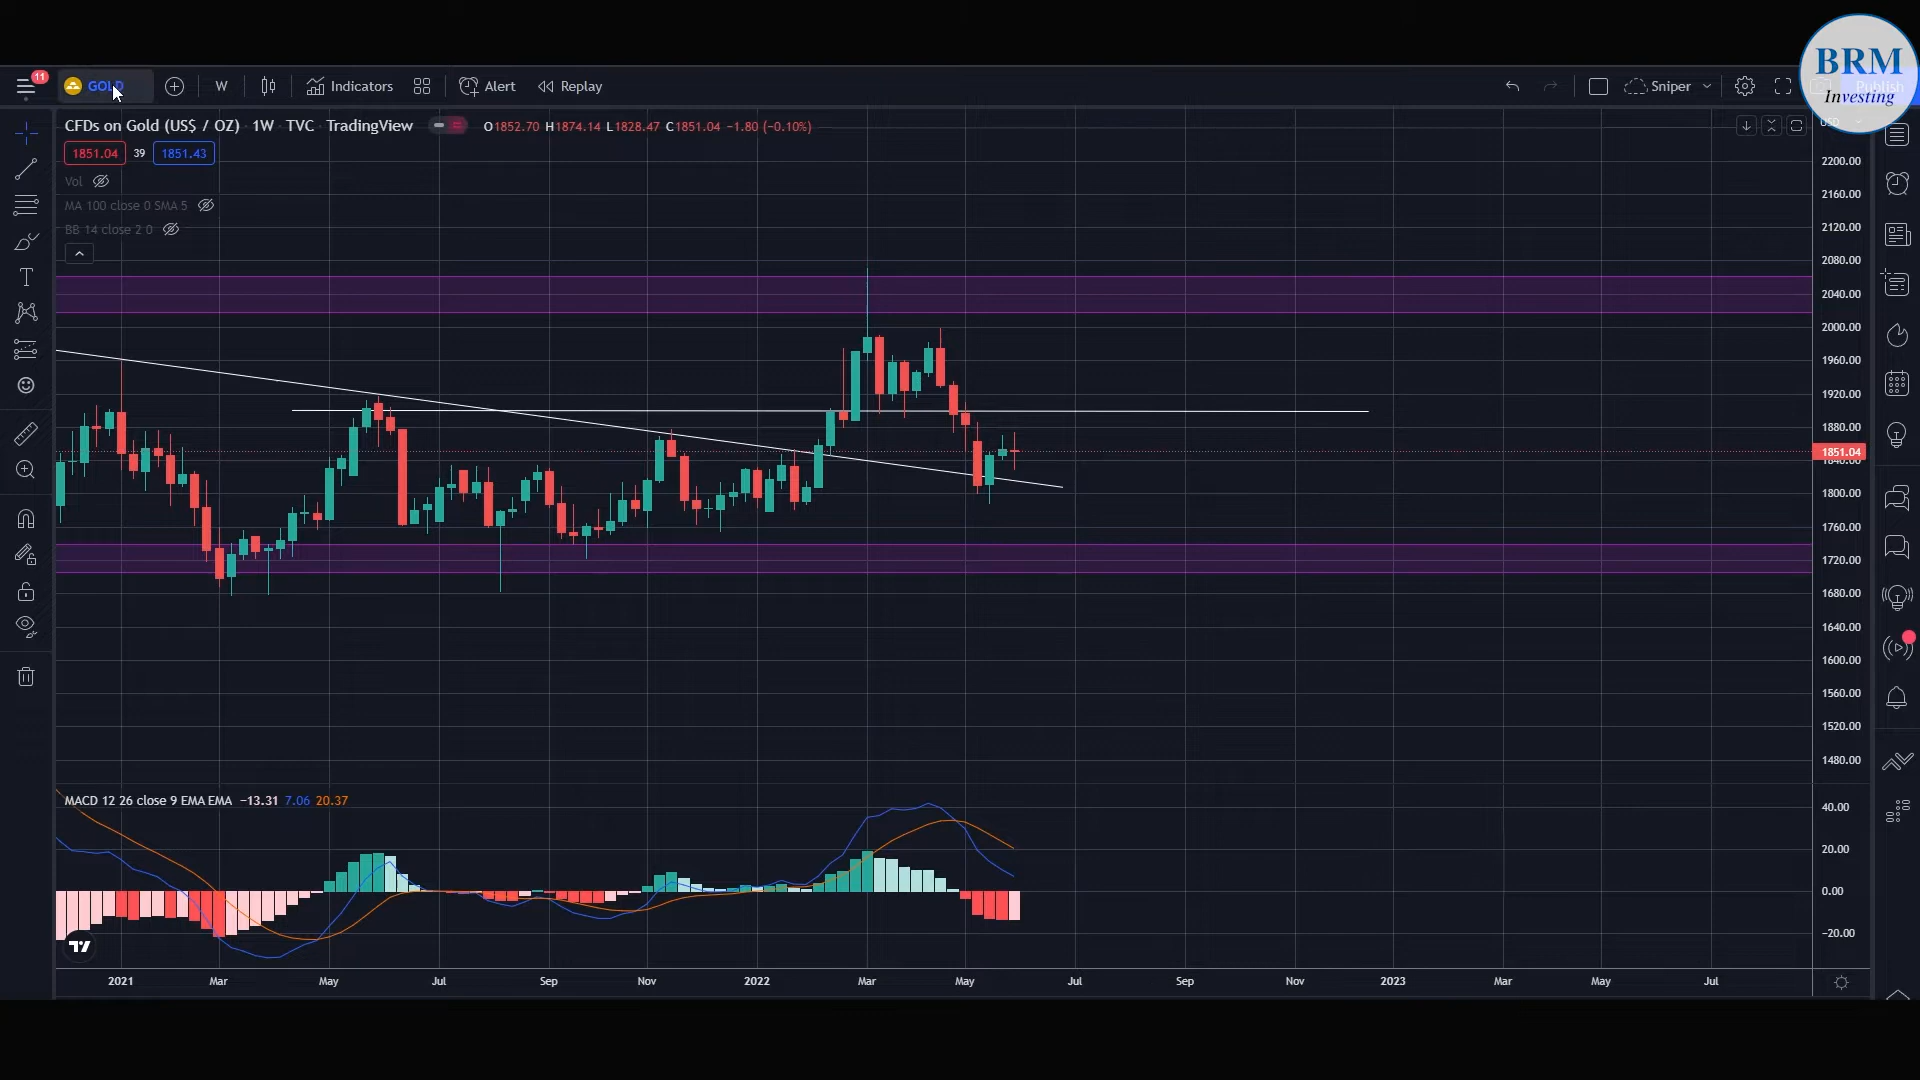 BRM
Investing
11
GOLD
W
Indicators
Alert
Replay
Sniper
Publish
CFDs on Gold (US$ / OZ) · 1W · TVC · TradingView
O1852.70 H1874.14 L1828.47 C1851.04 −1.80 (−0.10%)
USD
1851.04 39 1851.43
Vol
MA 100 close 0 SMA 5
BB 14 close 2 0
2200.00
2160.00
2120.00
2080.00
2040.00
2000.00
1960.00
1920.00
1880.00
1851.04
1840.00
1800.00
1760.00
1720.00
1680.00
1640.00
1600.00
1560.00
1520.00
1480.00
MACD 12 26 close 9 EMA EMA −13.31 7.06 20.37
40.00
20.00
0.00
−20.00
2021 Mar May Jul Sep Nov 2022 Mar May Jul Sep Nov 2023 Mar May Jul